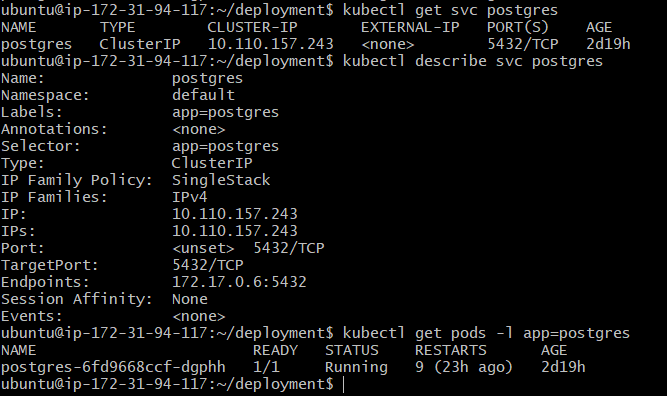 ubuntu@ip-172-31-94-117:~/deployment$ kubectl get svc postgres
NAME       TYPE        CLUSTER-IP       EXTERNAL-IP   PORT(S)    AGE
postgres   ClusterIP   10.110.157.243   <none>        5432/TCP   2d19h
ubuntu@ip-172-31-94-117:~/deployment$ kubectl describe svc postgres
Name:              postgres
Namespace:         default
Labels:            app=postgres
Annotations:       <none>
Selector:          app=postgres
Type:              ClusterIP
IP Family Policy:  SingleStack
IP Families:       IPv4
IP:                10.110.157.243
IPs:               10.110.157.243
Port:              <unset>  5432/TCP
TargetPort:        5432/TCP
Endpoints:         172.17.0.6:5432
Session Affinity:  None
Events:            <none>
ubuntu@ip-172-31-94-117:~/deployment$ kubectl get pods -l app=postgres
NAME                        READY   STATUS    RESTARTS      AGE
postgres-6fd9668ccf-dgphh   1/1     Running   9 (23h ago)   2d19h
ubuntu@ip-172-31-94-117:~/deployment$